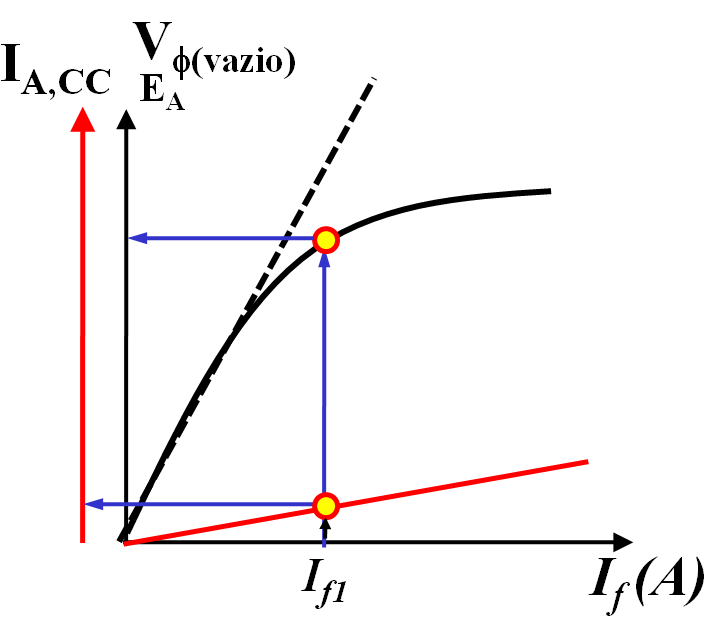 I_A,CC
V_ϕ(vazio)
E_A
I_f1
I_f (A)